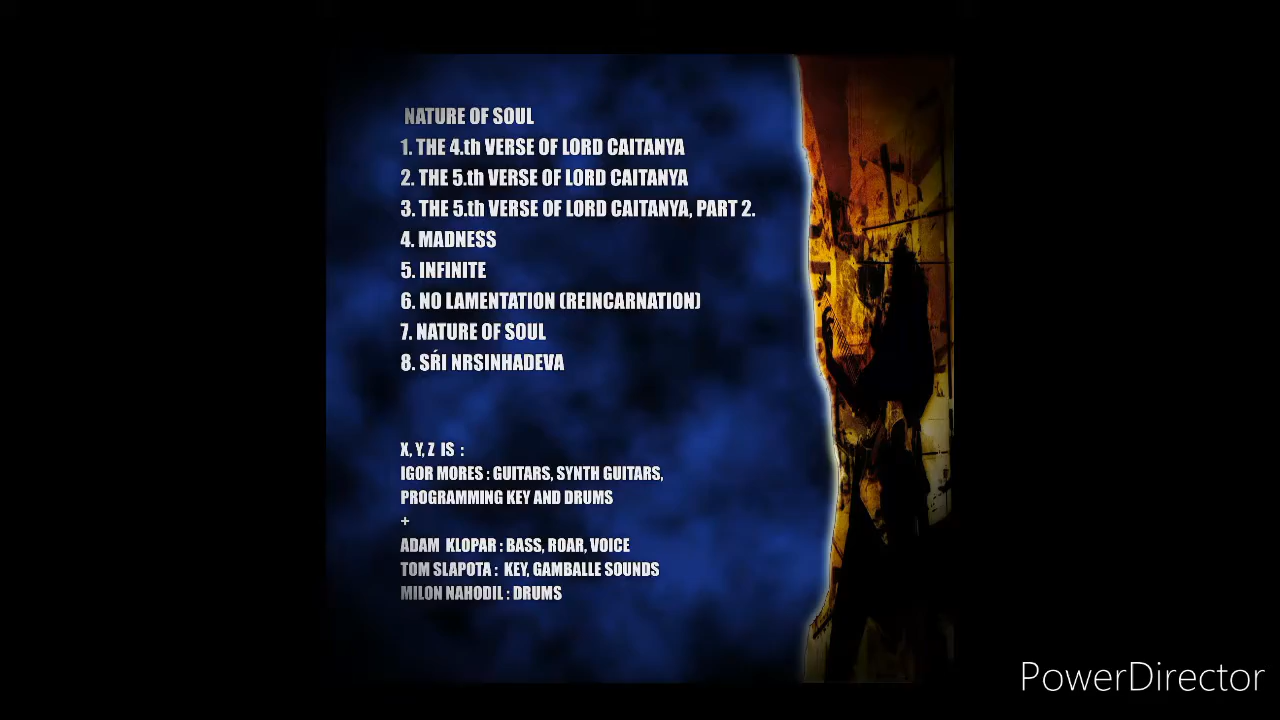 NATURE OF SOUL
1. THE 4.th VERSE OF LORD CAITANYA
2. THE 5.th VERSE OF LORD CAITANYA
3. THE 5.th VERSE OF LORD CAITANYA, PART 2.
4. MADNESS
5. INFINITE
6. NO LAMENTATION (REINCARNATION)
7. NATURE OF SOUL
8. SŔI NRSINHADEVA
X, Y, Z IS :
IGOR MORES : GUITARS, SYNTH GUITARS,
PROGRAMMING KEY AND DRUMS
+
ADAM KLOPAR : BASS, ROAR, VOICE
TOM SLAPOTA : KEY, GAMBALLE SOUNDS
MILON NAHODIL : DRUMS
PowerDirector